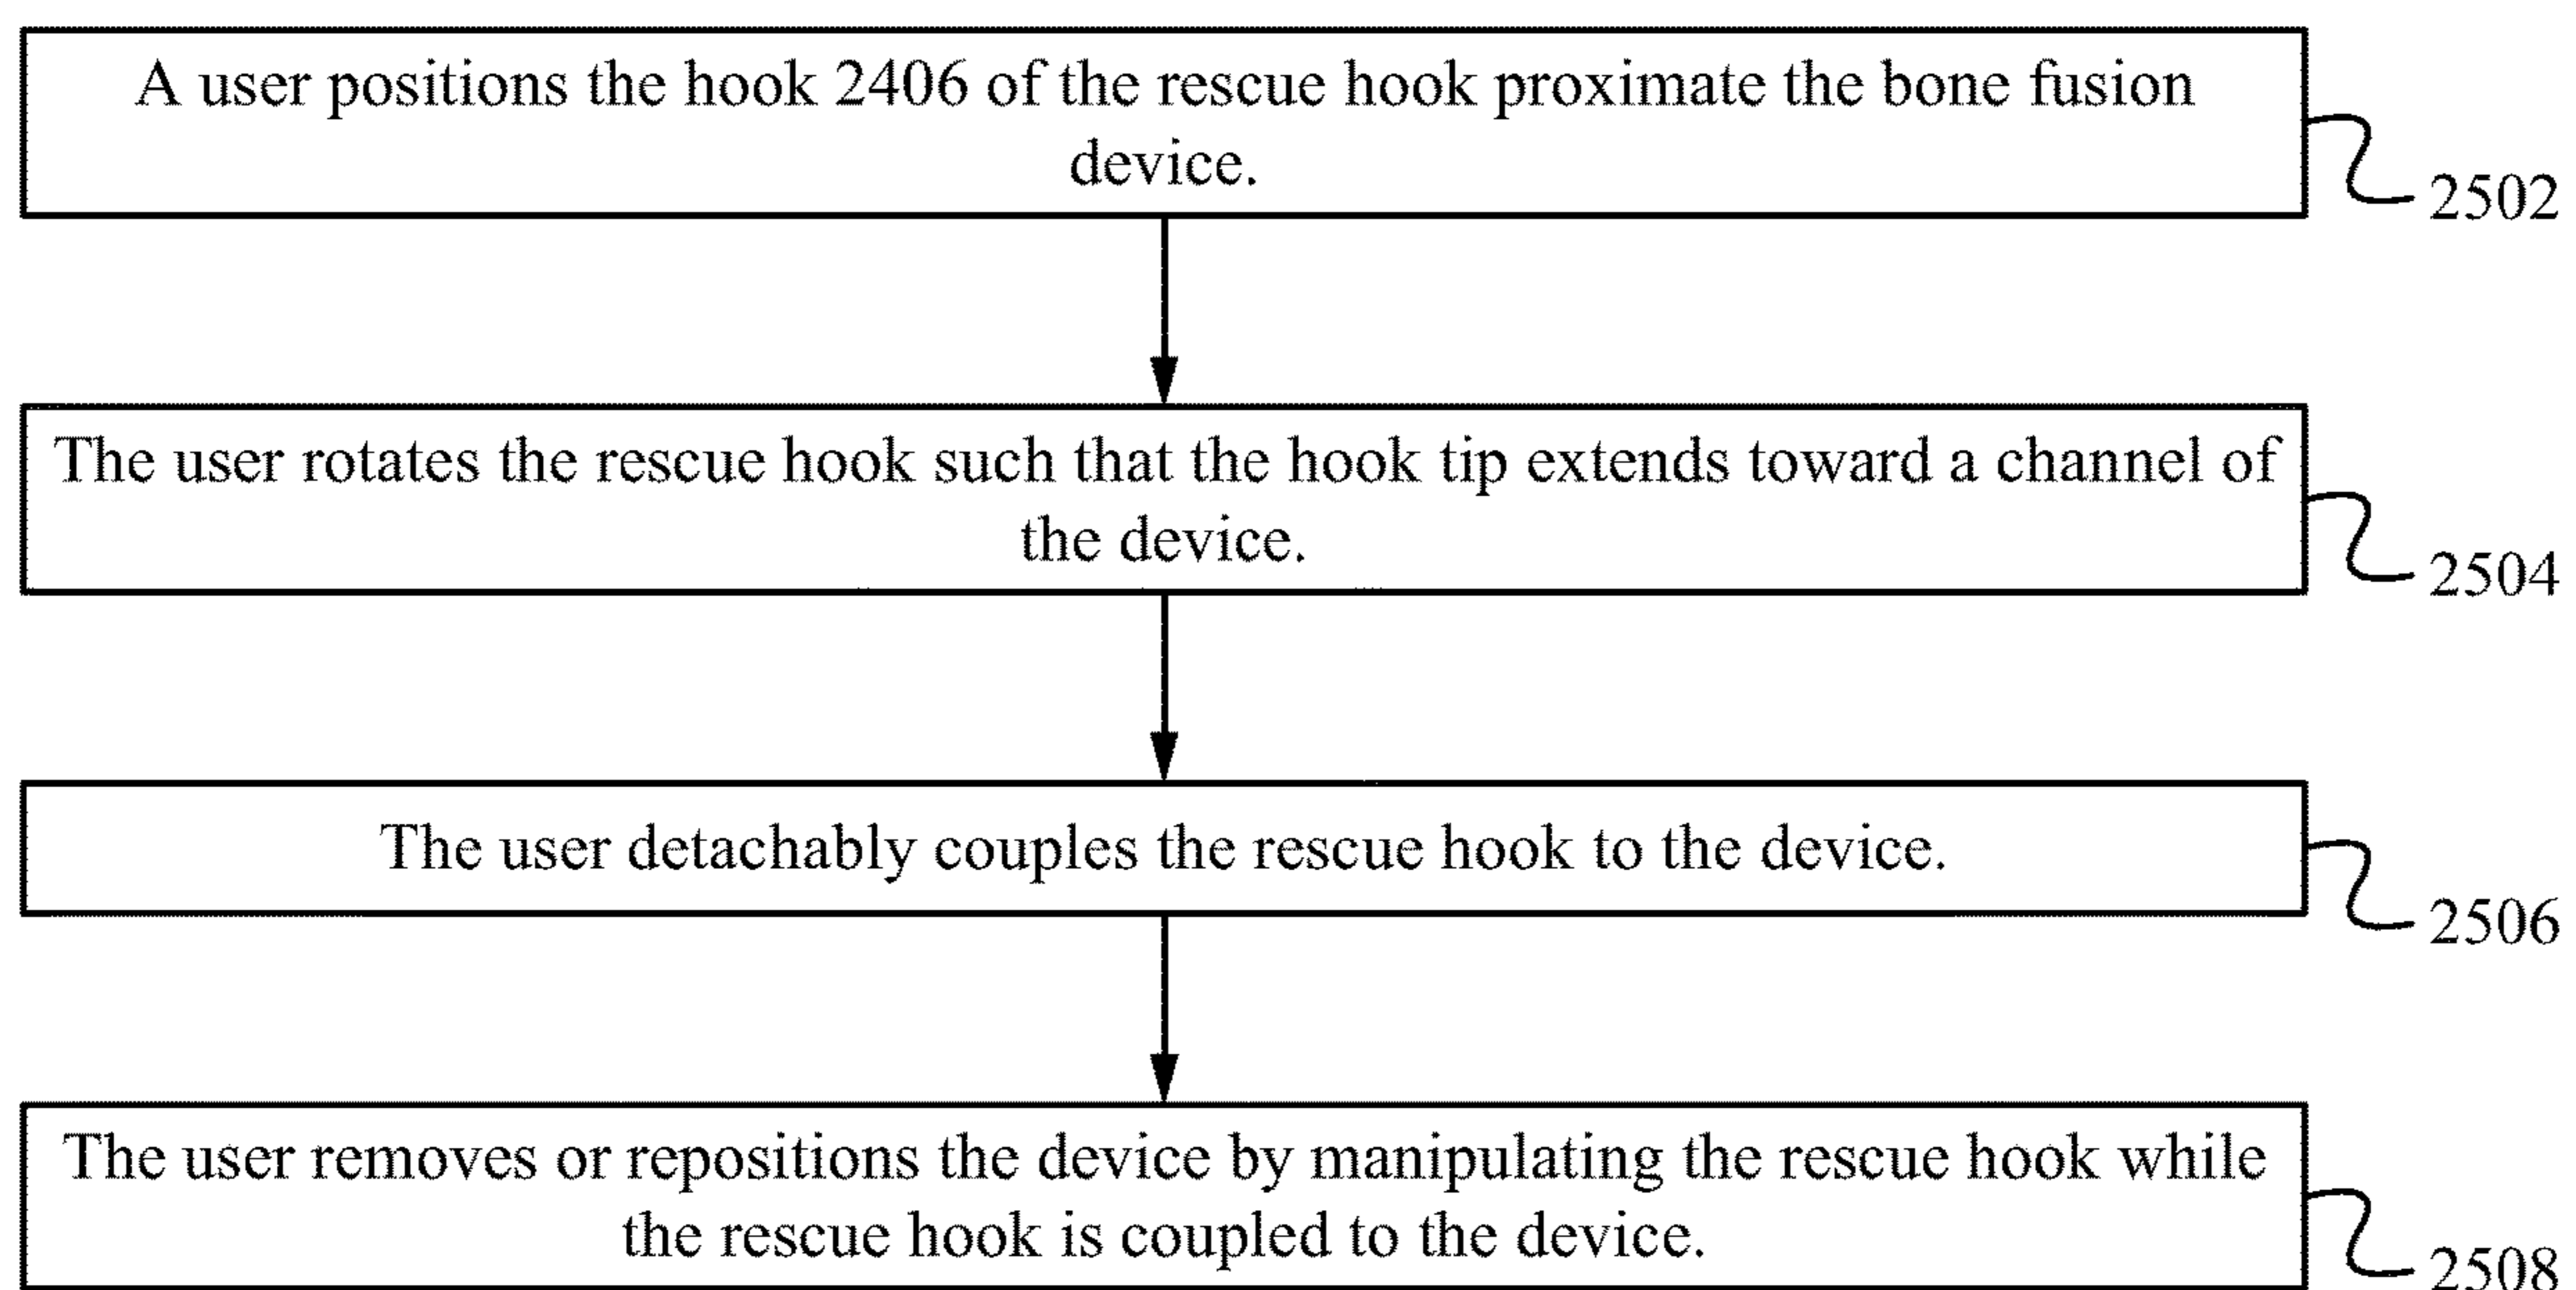 A user positions the hook 2406 of the rescue hook proximate the bone fusion
device.
2502
The user rotates the rescue hook such that the hook tip extends toward a channel of
the device.
2504
The user detachably couples the rescue hook to the device.
2506
The user removes or repositions the device by manipulating the rescue hook while
the rescue hook is coupled to the device.
2508